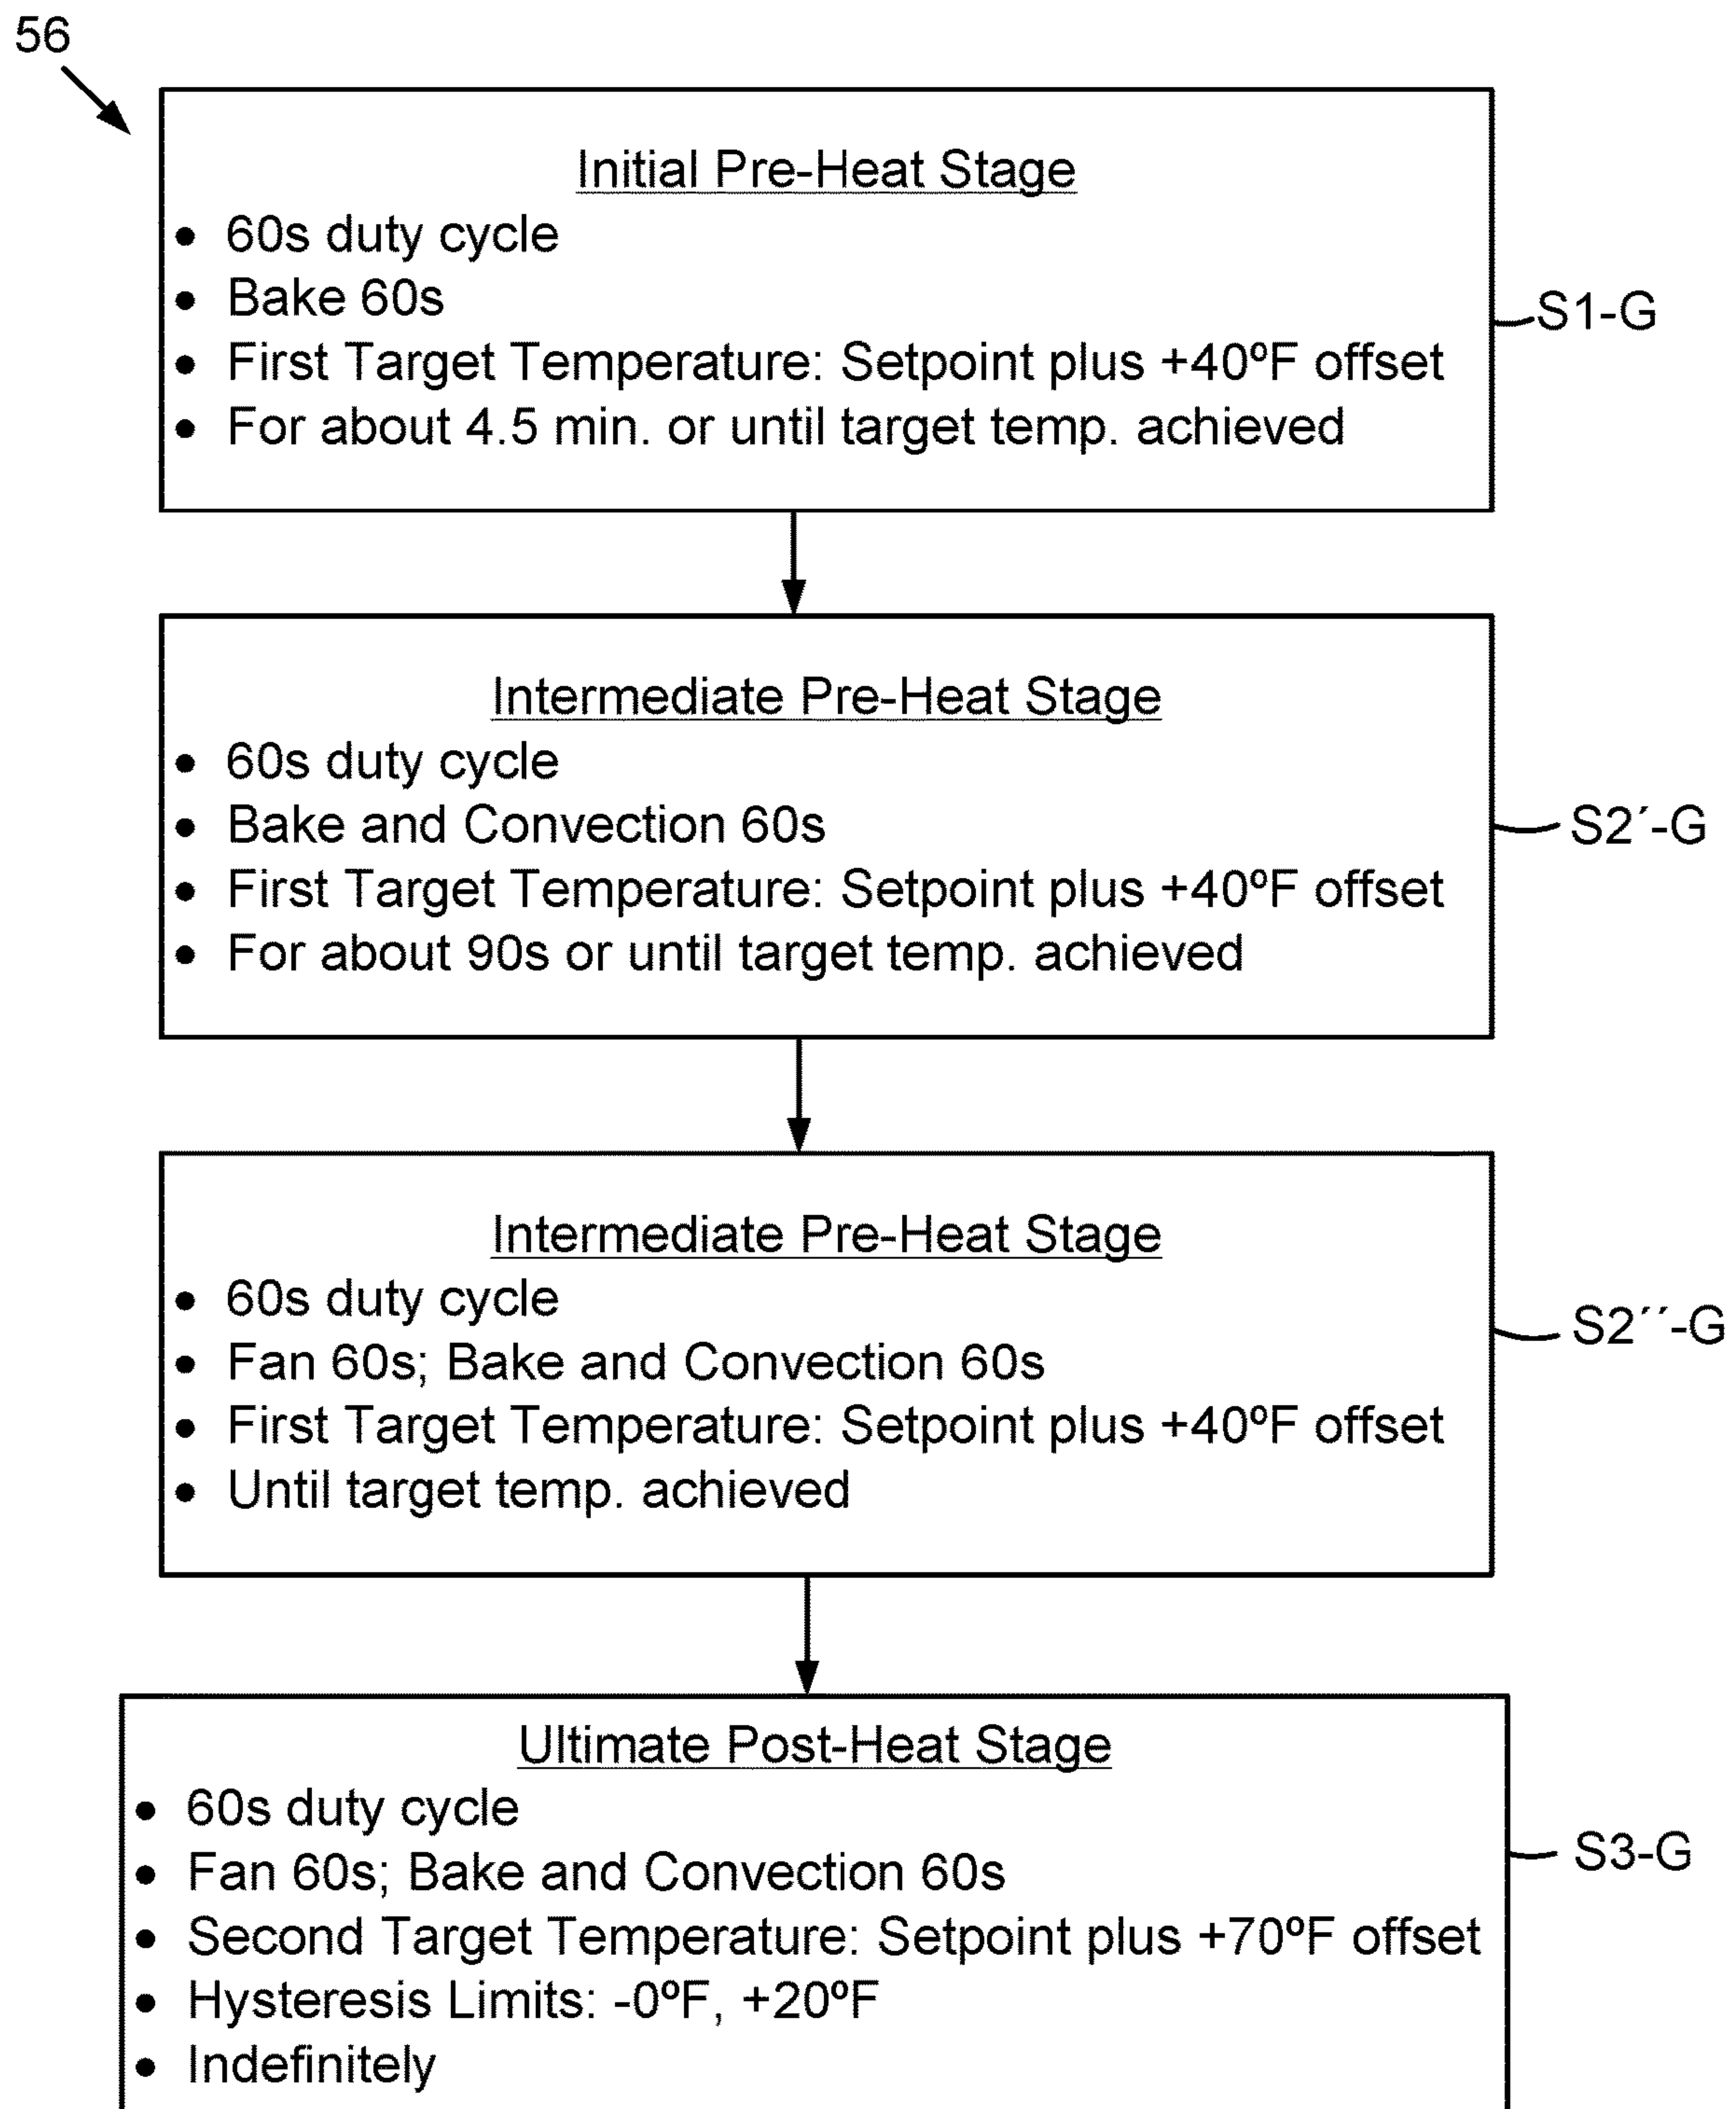 56
Initial Pre-Heat Stage
• 60s duty cycle
• Bake 60s
• First Target Temperature: Setpoint plus +40ºF offset
• For about 4.5 min. or until target temp. achieved
S1-G
Intermediate Pre-Heat Stage
• 60s duty cycle
• Bake and Convection 60s
• First Target Temperature: Setpoint plus +40ºF offset
• For about 90s or until target temp. achieved
S2´-G
Intermediate Pre-Heat Stage
• 60s duty cycle
• Fan 60s; Bake and Convection 60s
• First Target Temperature: Setpoint plus +40ºF offset
• Until target temp. achieved
S2´´-G
Ultimate Post-Heat Stage
• 60s duty cycle
• Fan 60s; Bake and Convection 60s
• Second Target Temperature: Setpoint plus +70ºF offset
• Hysteresis Limits: -0ºF, +20ºF
• Indefinitely
S3-G